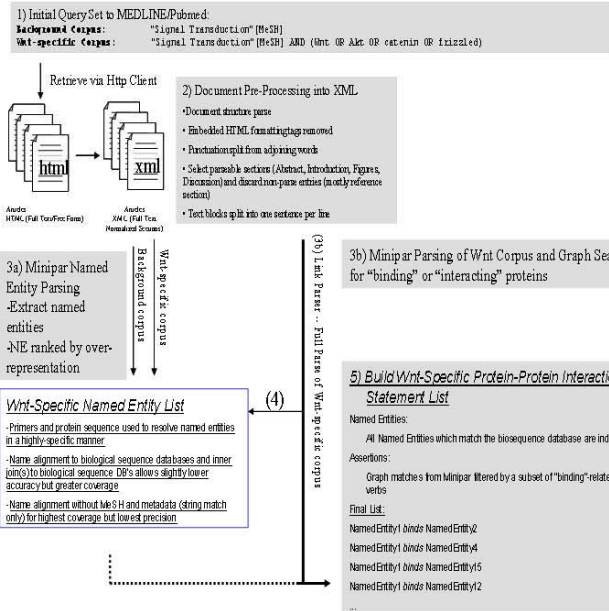 1) Initial Query Set to MEDLINE/Pubmed:
Background Corpus: "Signal Transduction"[MeSH]
Wnt-specific Corpus: "Signal Transduction"[MeSH] AND (Wnt OR Akt OR catenin OR frizzled)
Retrieve via Http Client
html
xml
Articles
HTML (Full Text/Free Form)
Articles
XML (Full Text,
Normalized Sections)
2) Document Pre-Processing into XML
•Document structure parse
• Embedded HTML formatting tags removed
• Punctuation split from adjoining words
• Select parseable sections (Abstract, Introduction, Figures,
Discussion) and discard non-parse entries (mostly reference
section)
• Text blocks split into one sentence per line
3a) Minipar Named
Entity Parsing
-Extract named
entities
-NE ranked by over-
representation
Background corpus
Wnt-specific corpus
(3b) Link Parser -- Full Parse of Wnt-specific corpus
3b) Minipar Parsing of Wnt Corpus and Graph Sea
for "binding" or "interacting" proteins
(4)
Wnt-Specific Named Entity List
-Primers and protein sequence used to resolve named entities
in a highly-specific manner
-Name alignment to biological sequence databases and inner
join(s) to biological sequence DB's allows slightly lower
accuracy but greater coverage
-Name alignment without MeSH and metadata (string match
only) for highest coverage but lowest precision
5) Build Wnt-Specific Protein-Protein Interactio
Statement List
Named Entities:
All Named Entities which match the biosequence database are ind
Assertions:
Graph matches from Minipar filtered by a subset of "binding"-relate
verbs
Final List:
NamedEntity1 binds NamedEntity2
NamedEntity1 binds NamedEntity4
NamedEntity1 binds NamedEntity15
NamedEntity1 binds NamedEntity12
...